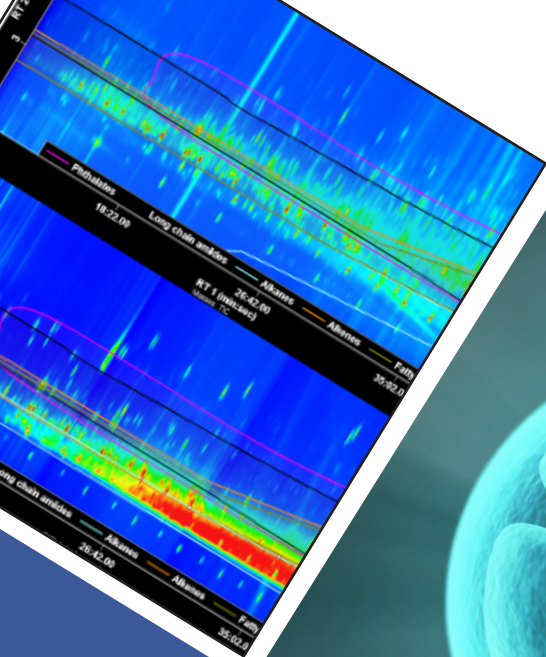 RT 2
3
Phthalates
18:22.00
Long chain amides
Alkanes
Alkenes
Fatty
26:42.00
RT 1 (min:sec)
35:02.0
Long chain amides
Alkanes
Alkenes
Fatty
26:42.00
35:02.0